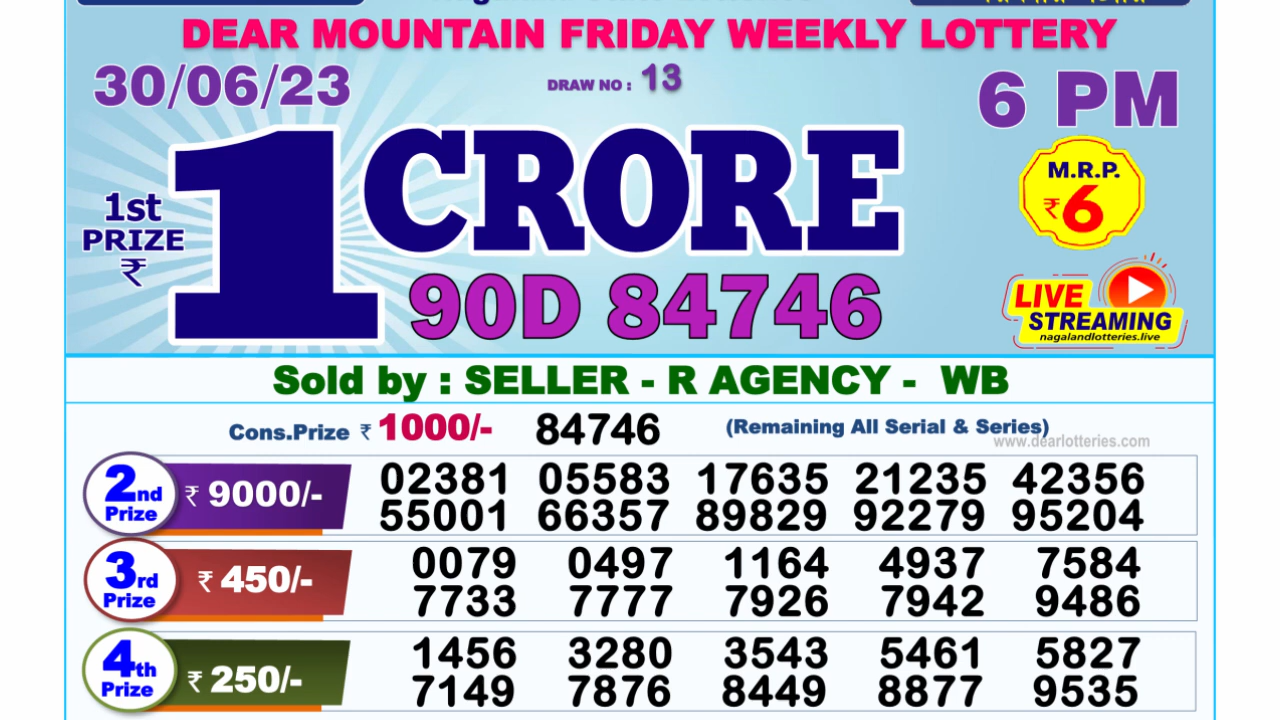 DEAR MOUNTAIN FRIDAY WEEKLY LOTTERY
30/06/23
DRAW NO : 13
6 PM
1st
PRIZE
₹
1 CRORE
M.R.P.
₹ 6
90D 84746
LIVE
STREAMING
nagalandlotteries.live
Sold by : SELLER - R AGENCY - WB
Cons.Prize ₹ 1000/- 84746 (Remaining All Serial & Series)
www.dearlotteries.com
2nd
Prize
₹ 9000/-
02381 05583 17635 21235 42356
55001 66357 89829 92279 95204
3rd
Prize
₹ 450/-
0079 0497 1164 4937 7584
7733 7777 7926 7942 9486
4th
Prize
₹ 250/-
1456 3280 3543 5461 5827
7149 7876 8449 8877 9535